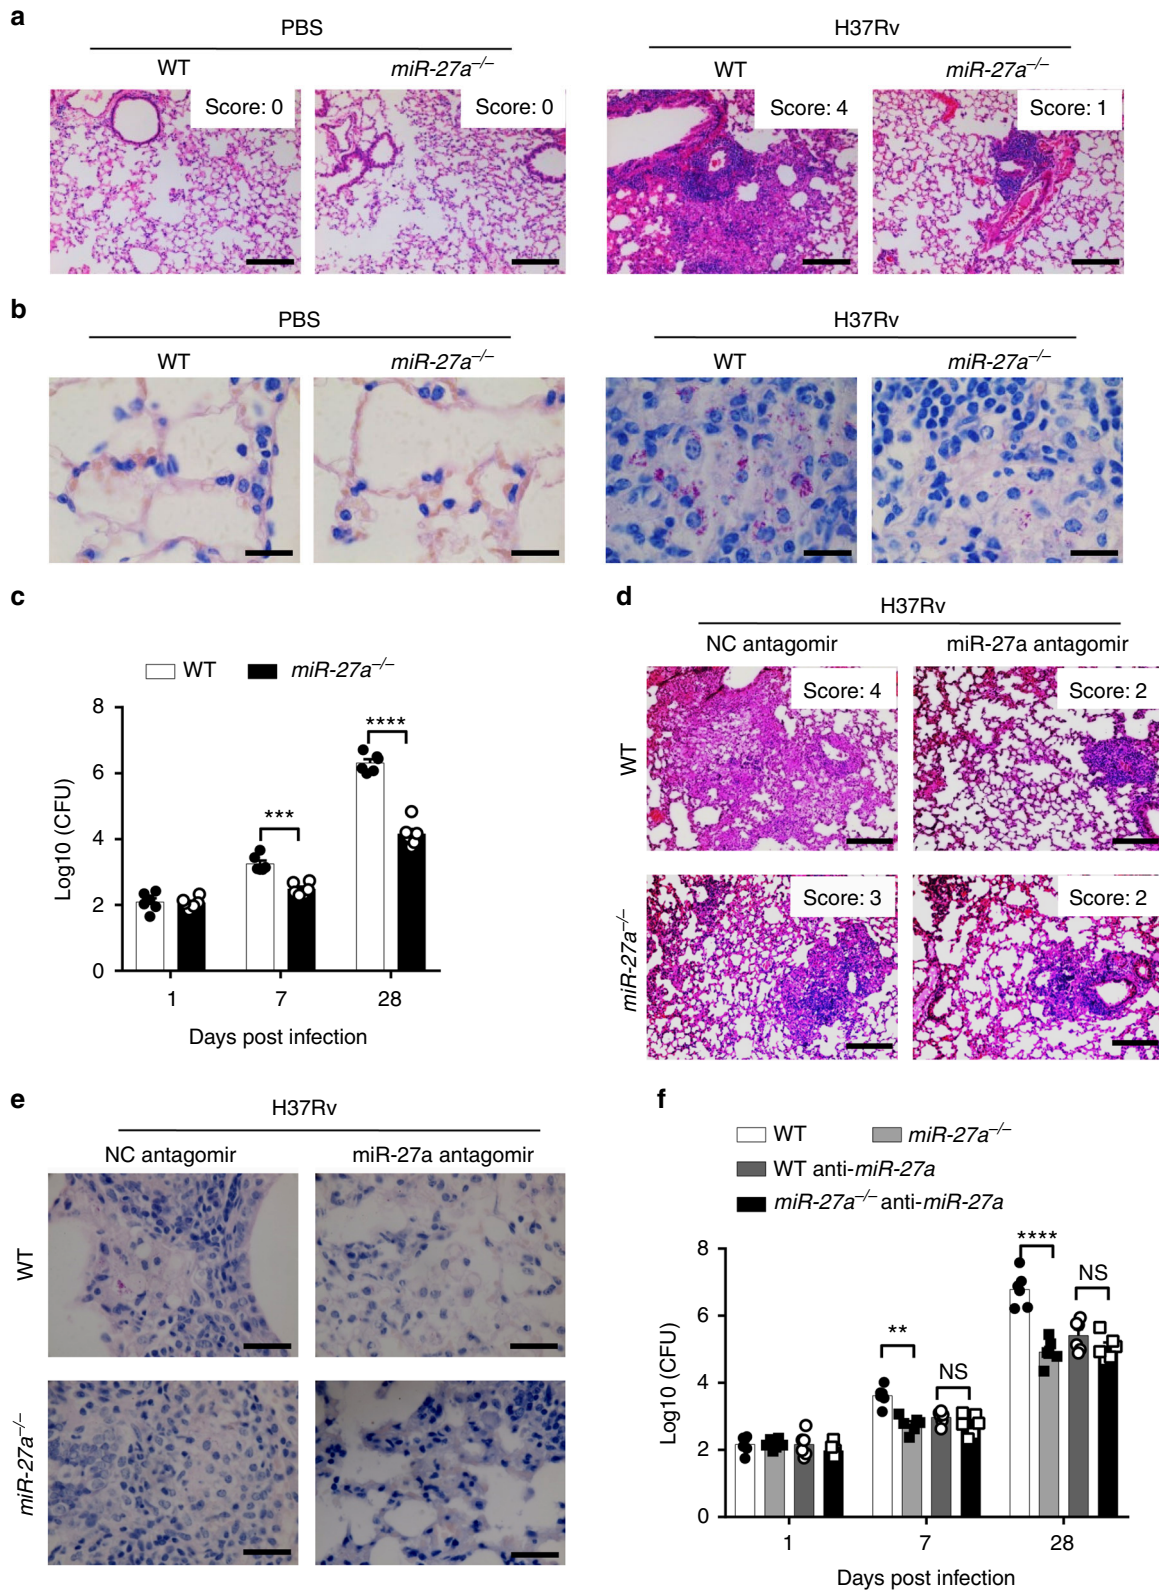 a
PBS
H37Rv
WT
miR-27a–/–
WT
miR-27a–/–
Score: 0
Score: 0
Score: 4
Score: 1
b
PBS
H37Rv
WT
miR-27a–/–
WT
miR-27a–/–
c
WT
miR-27a–/–
8
6
4
2
0
Log10 (CFU)
***
****
1
7
28
Days post infection
d
H37Rv
NC antagomir
miR-27a antagomir
WT
Score: 4
Score: 2
miR-27a–/–
Score: 3
Score: 2
e
H37Rv
NC antagomir
miR-27a antagomir
WT
miR-27a–/–
f
WT
miR-27a–/–
WT anti-miR-27a
miR-27a–/– anti-miR-27a
8
6
4
2
0
Log10 (CFU)
**
NS
****
NS
1
7
28
Days post infection